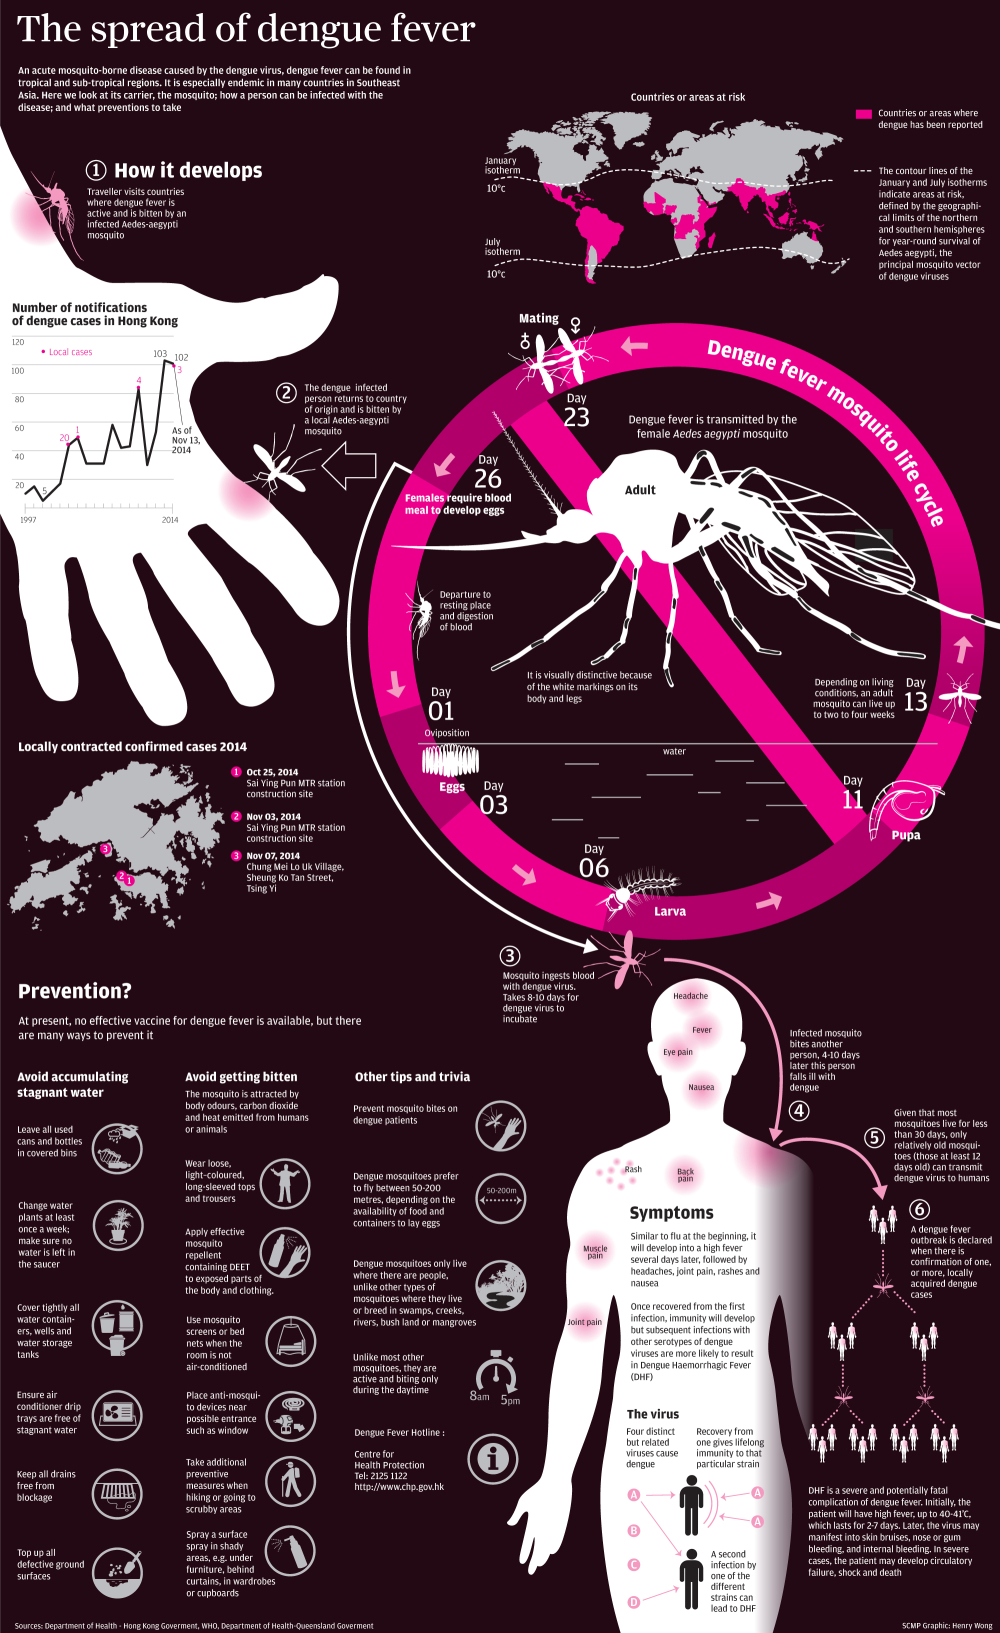 The spread of dengue fever
An acute mosquito-borne disease caused by the dengue virus, dengue fever can be found in
tropical and sub-tropical regions. It is especially endemic in many countries in Southeast
Asia. Here we look at its carrier, the mosquito; how a person can be infected with the
disease; and what preventions to take
Countries or areas at risk
January
isotherm
10°c
July
isotherm
10°c
Countries or areas where
dengue has been reported
The contour lines of the
January and July isotherms
indicate areas at risk,
defined by the geographi-
cal limits of the northern
and southern hemispheres
for year-round survival of
Aedes aegypti, the
principal mosquito vector
of dengue viruses
1 How it develops
Traveller visits countries
where dengue fever is
active and is bitten by an
infected Aedes-aegypti
mosquito
Number of notifications
of dengue cases in Hong Kong
120
Local cases
103
102
100
3
4
80
60
20
1
As of
Nov 13,
2014
40
20
5
1997
2014
2
The dengue infected
person returns to country
of origin and is bitten by
a local Aedes-aegypti
mosquito
Dengue fever mosquito life cycle
Mating
Day
23
Dengue fever is transmitted by the
female Aedes aegypti mosquito
Adult
Day
26
Females require blood
meal to develop eggs
Departure to
resting place
and digestion
of blood
It is visually distinctive because
of the white markings on its
body and legs
Depending on living
conditions, an adult
mosquito can live up
to two to four weeks
Day
13
Day
01
Oviposition
water
Eggs
Day
03
Day
11
Pupa
Day
06
Larva
Locally contracted confirmed cases 2014
1 Oct 25, 2014
Sai Ying Pun MTR station
construction site
2 Nov 03, 2014
Sai Ying Pun MTR station
construction site
3 Nov 07, 2014
Chung Mei Lo Uk Village,
Sheung Ko Tan Street,
Tsing Yi
3
2
1
3
Mosquito ingests blood
with dengue virus.
Takes 8-10 days for
dengue virus to
incubate
Infected mosquito
bites another
person, 4-10 days
later this person
falls ill with
dengue
4
5
Given that most
mosquitoes live for less
than 30 days, only
relatively old mosqui-
toes (those at least 12
days old) can transmit
dengue virus to humans
6
A dengue fever
outbreak is declared
when there is
confirmation of one,
or more, locally
acquired dengue
cases
Prevention?
At present, no effective vaccine for dengue fever is available, but there
are many ways to prevent it
Avoid accumulating
stagnant water
Leave all used
cans and bottles
in covered bins
Change water
plants at least
once a week;
make sure no
water is left in
the saucer
Cover tightly all
water contain-
ers, wells and
water storage
tanks
Ensure air
conditioner drip
trays are free of
stagnant water
Keep all drains
free from
blockage
Top up all
defective ground
surfaces
Avoid getting bitten
The mosquito is attracted by
body odours, carbon dioxide
and heat emitted from humans
or animals
Wear loose,
light-coloured,
long-sleeved tops
and trousers
Apply effective
mosquito
repellent
containing DEET
to exposed parts of
the body and clothing.
Use mosquito
screens or bed
nets when the
room is not
air-conditioned
Place anti-mosqui-
to devices near
possible entrance
such as window
Take additional
preventive
measures when
hiking or going to
scrubby areas
Spray a surface
spray in shady
areas, e.g. under
furniture, behind
curtains, in wardrobes
or cupboards
Other tips and trivia
Prevent mosquito bites on
dengue patients
Dengue mosquitoes prefer
to fly between 50-200
metres, depending on the
availability of food and
containers to lay eggs
50-200m
Dengue mosquitoes only live
where there are people,
unlike other types of
mosquitoes where they live
or breed in swamps, creeks,
rivers, bush land or mangroves
Unlike most other
mosquitoes, they are
active and biting only
during the daytime
8am
5pm
Dengue Fever Hotline :
Centre for
Health Protection
Tel: 2125 1122
http://www.chp.gov.hk
Headache
Fever
Eye pain
Nausea
Rash
Back
pain
Muscle
pain
Joint pain
Symptoms
Similar to flu at the beginning, it
will develop into a high fever
several days later, followed by
headaches, joint pain, rashes and
nausea
Once recovered from the first
infection, immunity will develop
but subsequent infections with
other serotypes of dengue
viruses are more likely to result
in Dengue Haemorrhagic Fever
(DHF)
The virus
Four distinct
but related
viruses cause
dengue
Recovery from
one gives lifelong
immunity to that
particular strain
A
A
A
B
C
D
A second
infection by
one of the
different
strains can
lead to DHF
DHF is a severe and potentially fatal
complication of dengue fever. Initially, the
patient will have high fever, up to 40-41°C,
which lasts for 2-7 days. Later, the virus may
manifest into skin bruises, nose or gum
bleeding, and internal bleeding. In severe
cases, the patient may develop circulatory
failure, shock and death
Sources: Department of Health - Hong Kong Goverment, WHO, Department of Health-Queensland Goverment
SCMP Graphic: Henry Wong